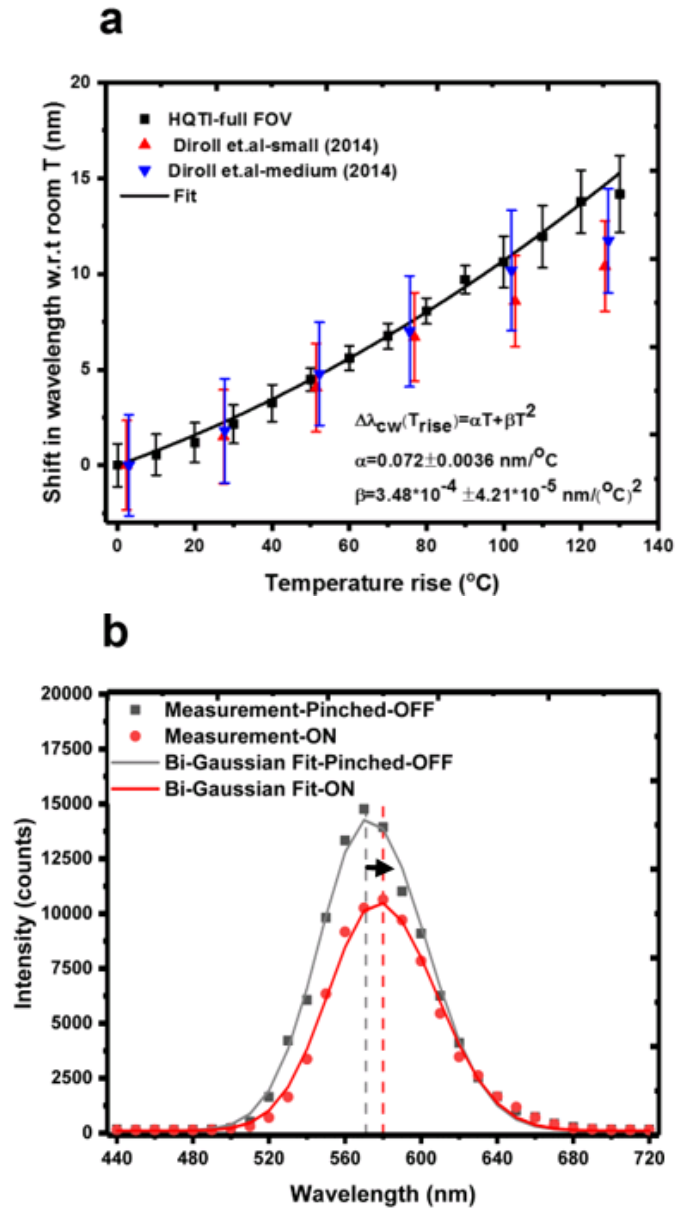 a
20
15
10
5
0
Shift in wavelength w.r.t room T (nm)
HQTI-full FOV
Diroll et.al-small (2014)
Diroll et.al-medium (2014)
Fit
Δλcw(Trise)=αT+βT²
α=0.072±0.0036 nm/°C
β=3.48*10⁻⁴ ±4.21*10⁻⁵ nm/(°C)²
0 20 40 60 80 100 120 140
Temperature rise (°C)
b
20000
17500
15000
12500
10000
7500
5000
2500
0
Intensity (counts)
Measurement-Pinched-OFF
Measurement-ON
Bi-Gaussian Fit-Pinched-OFF
Bi-Gaussian Fit-ON
440 480 520 560 600 640 680 720
Wavelength (nm)